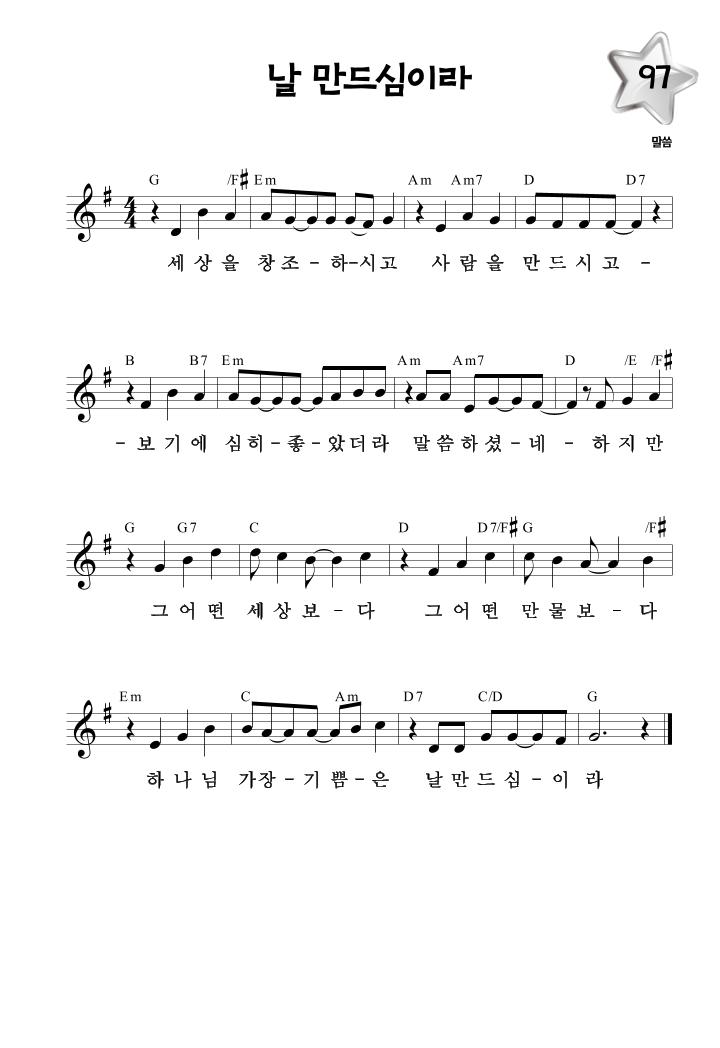 날 만드심이라
97
말씀
G /F♯ Em Am Am7 D D7
세 상 을 창 조 - 하-시고 사 람 을 만 드 시 고 -
B B7 Em Am Am7 D /E /F♯
- 보 기 에 심 히-좋-았더라 말 씀하셨-네 - 하지만
G G7 C D D7/F♯ G /F♯
그 어 떤 세 상 보 - 다 그 어 떤 만 물 보 - 다
Em C Am D7 C/D G
하 나 님 가장-기 쁨-은 날만 드 심-이 라